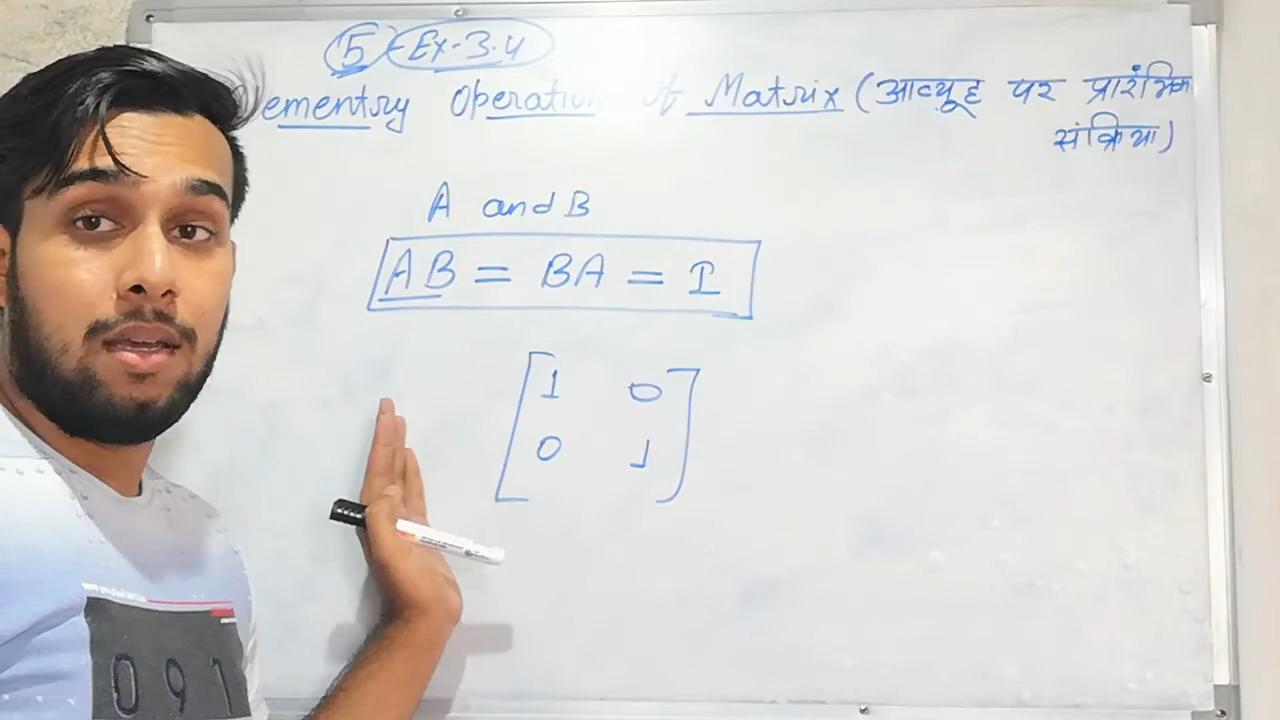 5 Ex-3.4
ementry Operation of Matrix (आव्यूह पर प्रारंभिक
संक्रिया)
A and B
AB = BA = I
1 0
0 1
091